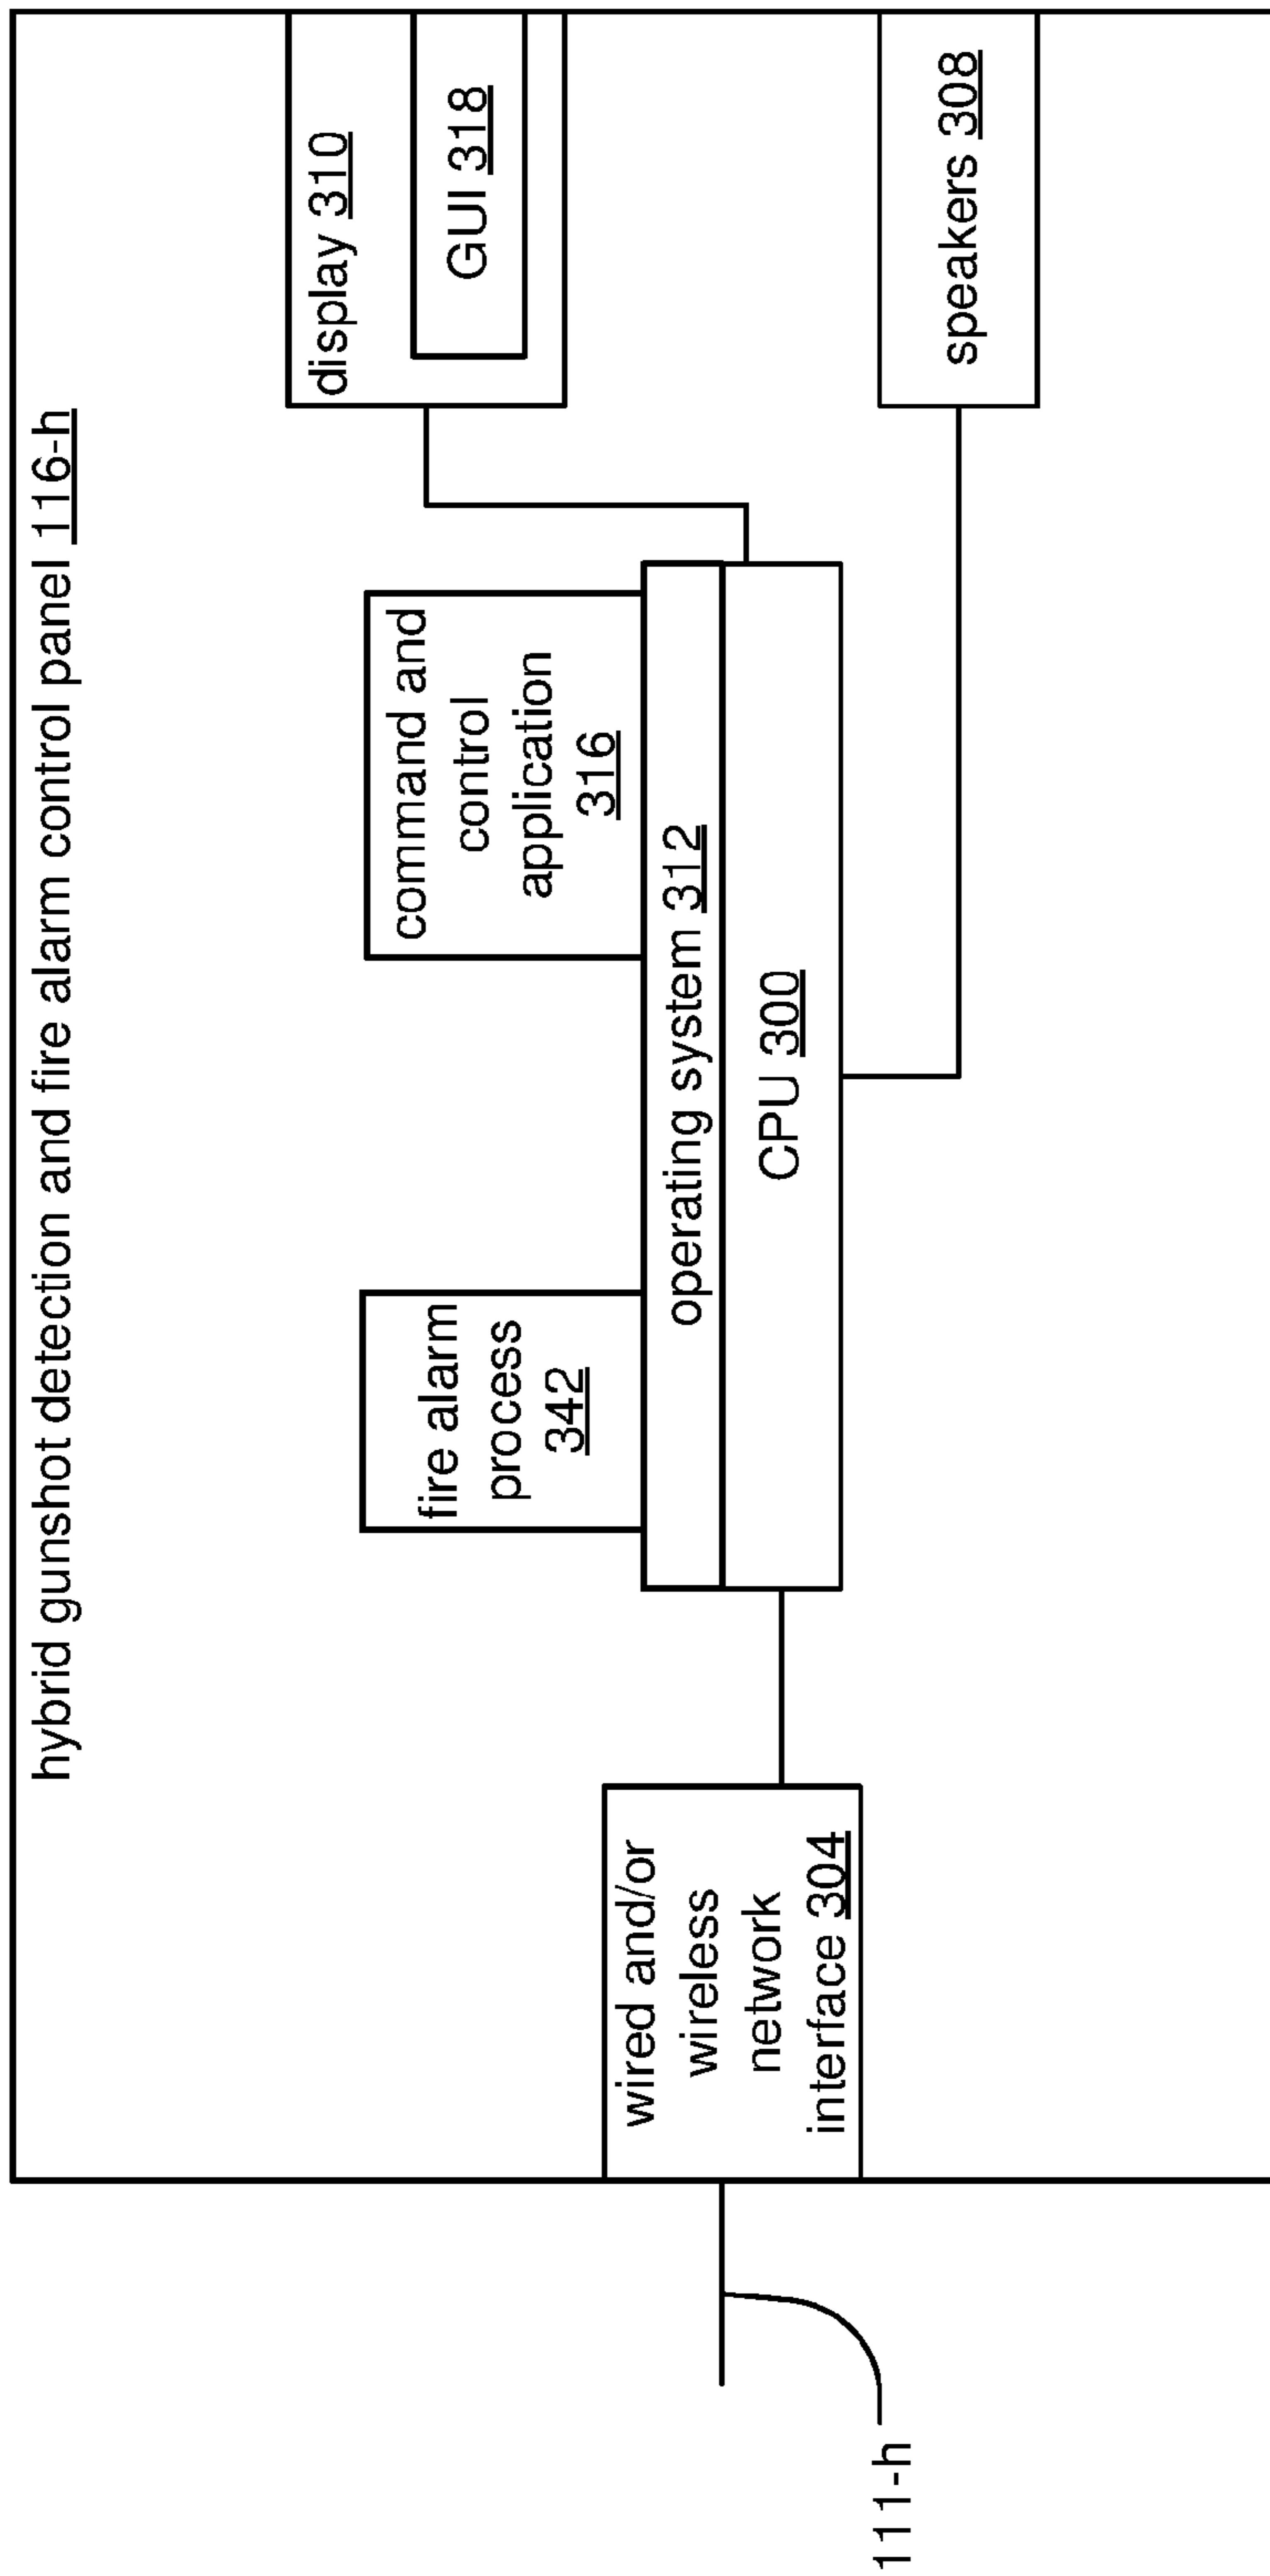 hybrid gunshot detection and fire alarm control panel 116-h
display 310
GUI 318
fire alarm
process
342
command and
control
application
316
operating system 312
CPU 300
wired and/or
wireless
network
interface 304
speakers 308
111-h